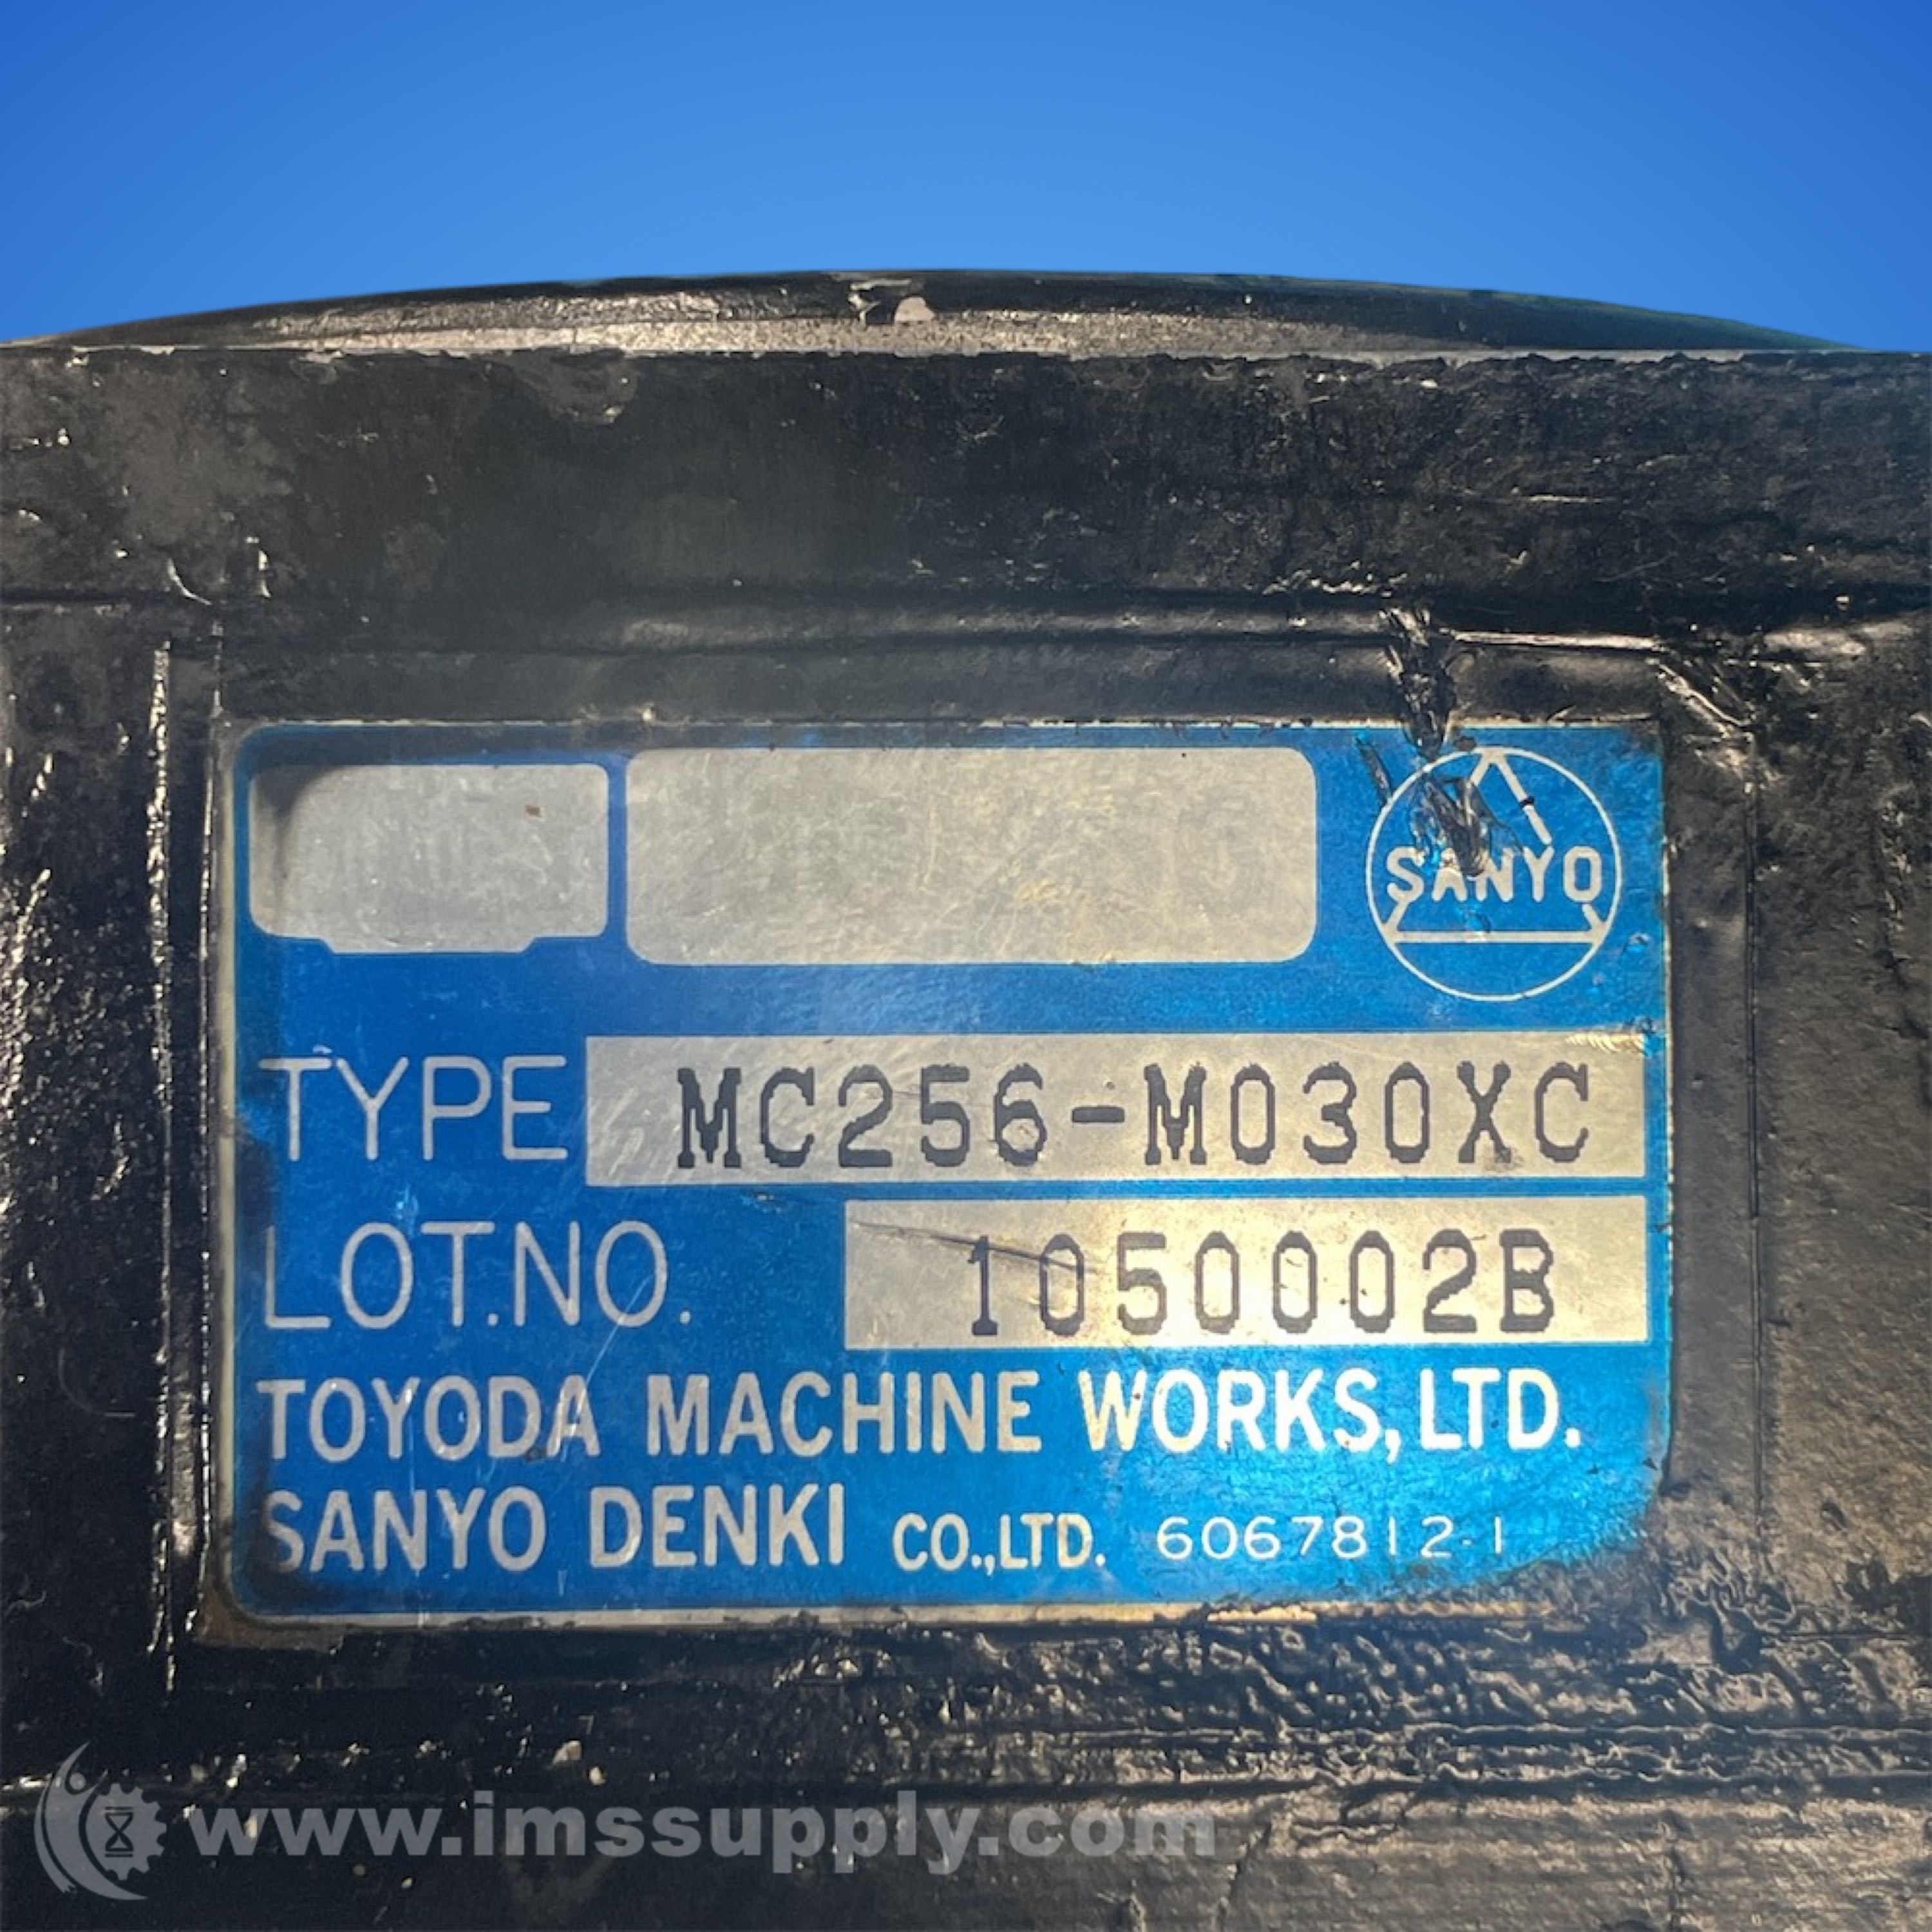 SANYO
TYPE MC256-M030XC
LOT.NO. 1050002B
TOYODA MACHINE WORKS,LTD.
SANYO DENKI CO.,LTD. 6067812-1
www.imssupply.com